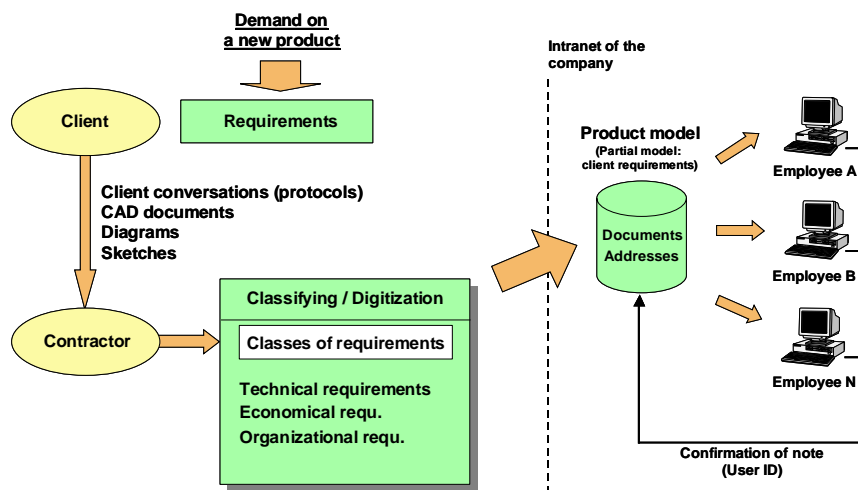 Demand on
a new product
Requirements
Client
Client conversations (protocols)
CAD documents
Diagrams
Sketches
Contractor
Classifying / Digitization
Classes of requirements
Technical requirements
Economical requ.
Organizational requ.
Intranet of the
company
Product model
(Partial model:
client requirements)
Documents
Addresses
Employee A
Employee B
Employee N
Confirmation of note
(User ID)